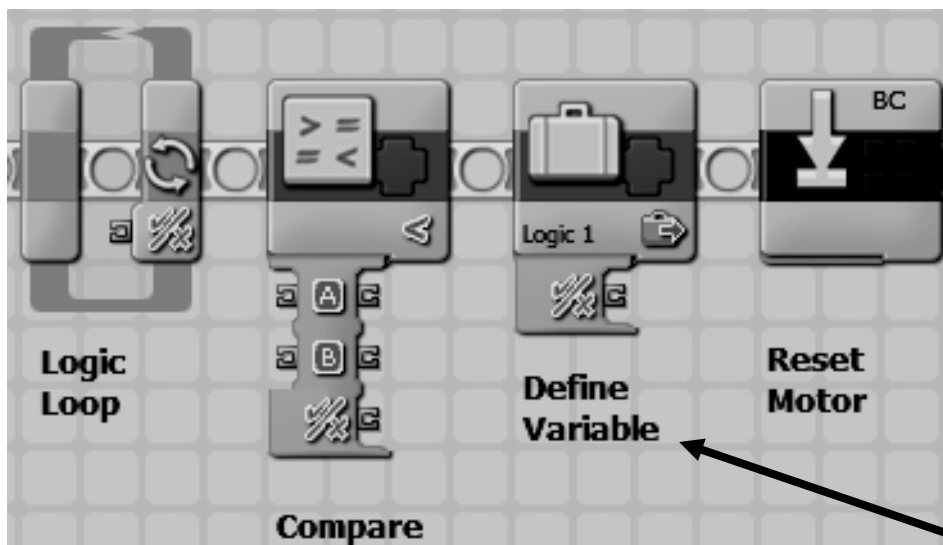 BC
> =
= <
<
Logic 1
A
B
Logic
Loop
Define
Variable
Reset
Motor
Compare